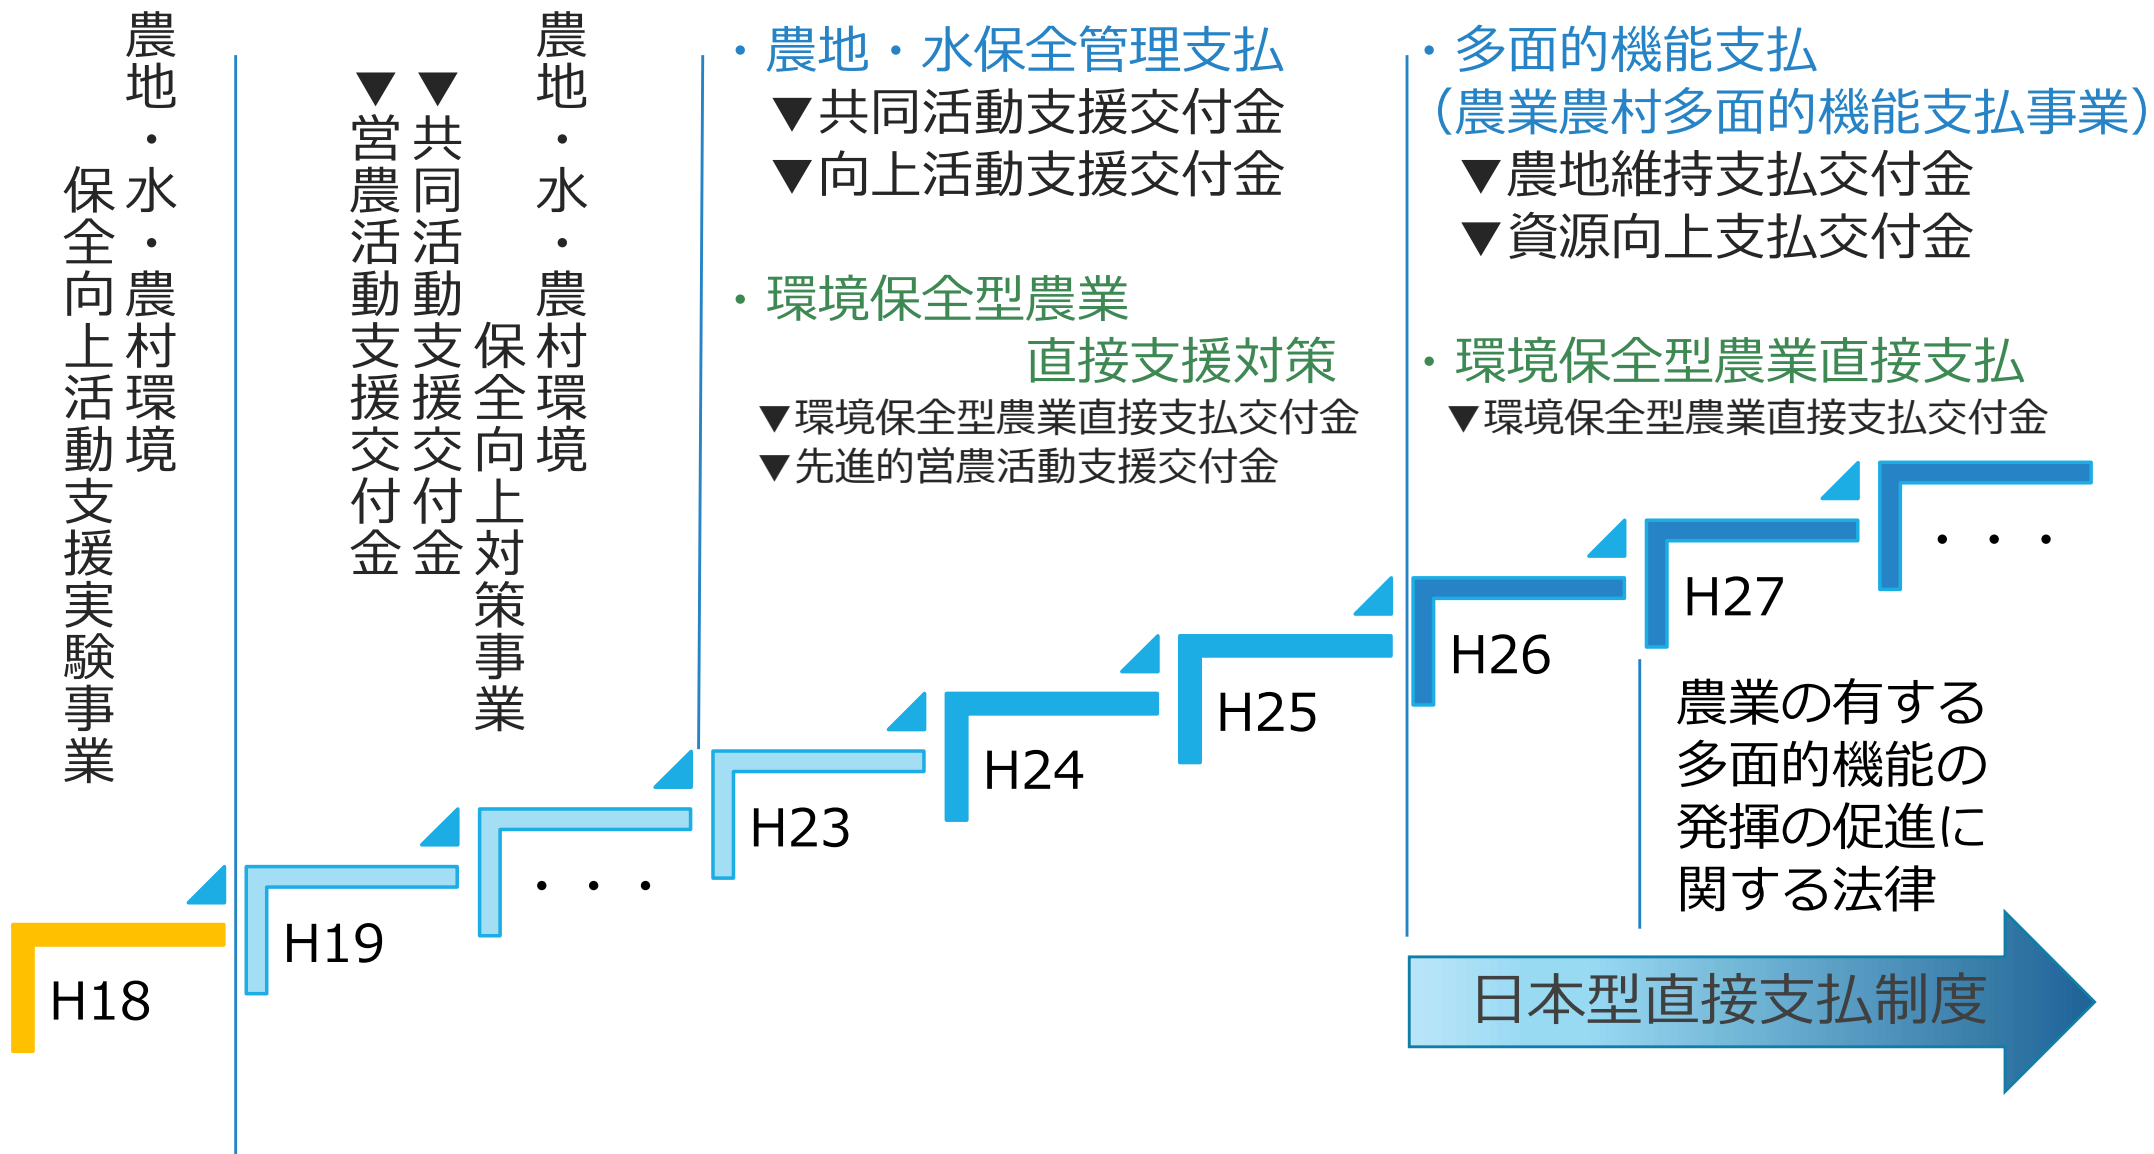 農地・水・農村環境
保全向上活動支援実験事業
農地・水・農村環境
保全向上対策事業
▼共同活動支援交付金
▼営農活動支援交付金
・農地・水保全管理支払
▼共同活動支援交付金
▼向上活動支援交付金
・環境保全型農業
直接支援対策
▼環境保全型農業直接支払交付金
▼先進的営農活動支援交付金
・多面的機能支払
（農業農村多面的機能支払事業）
▼農地維持支払交付金
▼資源向上支払交付金
・環境保全型農業直接支払
▼環境保全型農業直接支払交付金
H18
H19
・・・
H23
H24
H25
H26
H27
・・・
農業の有する
多面的機能の
発揮の促進に
関する法律
日本型直接支払制度